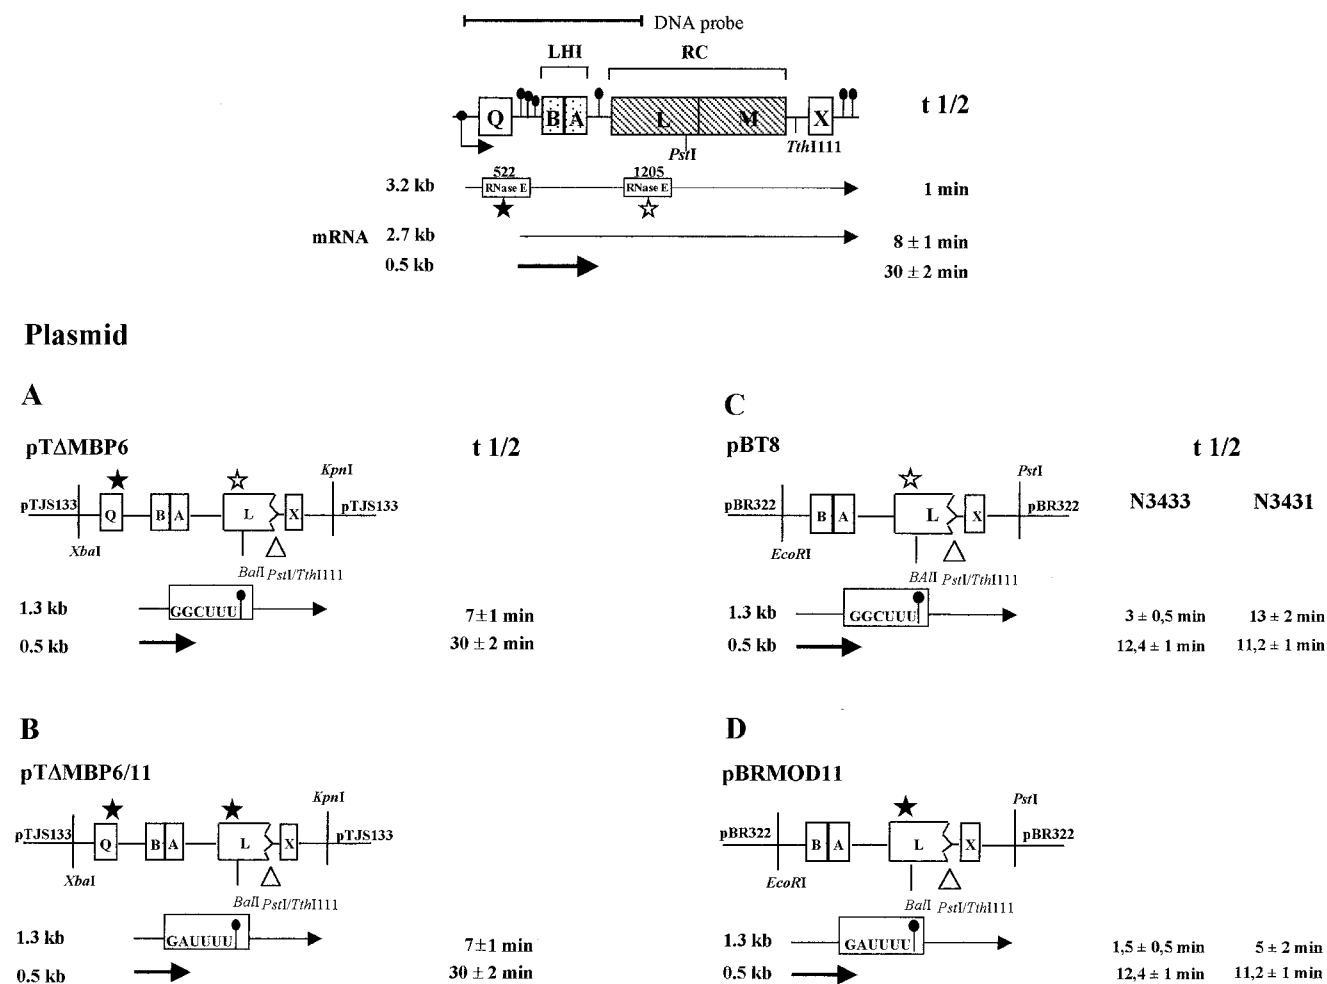 DNA probe
LHI RC
Q B A L M X t 1/2
PstI TthI111
522 1205
3.2 kb RNase E RNase E 1 min
mRNA 2.7 kb 8 ± 1 min
0.5 kb 30 ± 2 min
Plasmid
A
pTΔMBP6 t 1/2
KpnI
pTJS133 Q B A L X pTJS133
XbaI
BalI PstI/TthI111
1.3 kb GGCUUU 7±1 min
0.5 kb 30 ± 2 min
B
pTΔMBP6/11
KpnI
pTJS133 Q B A L X pTJS133
XbaI
BalI PstI/TthI111
1.3 kb GAUUUU 7±1 min
0.5 kb 30 ± 2 min
C
pBT8 t 1/2
PstI
N3433 N3431
pBR322 B A L X pBR322
EcoRI
BAlI PstI/TthI111
1.3 kb GGCUUU 3 ± 0,5 min 13 ± 2 min
0.5 kb 12,4 ± 1 min 11,2 ± 1 min
D
pBRMOD11
PstI
pBR322 B A L X pBR322
EcoRI
BalI PstI/TthI111
1.3 kb GAUUUU 1,5 ± 0,5 min 5 ± 2 min
0.5 kb 12,4 ± 1 min 11,2 ± 1 min